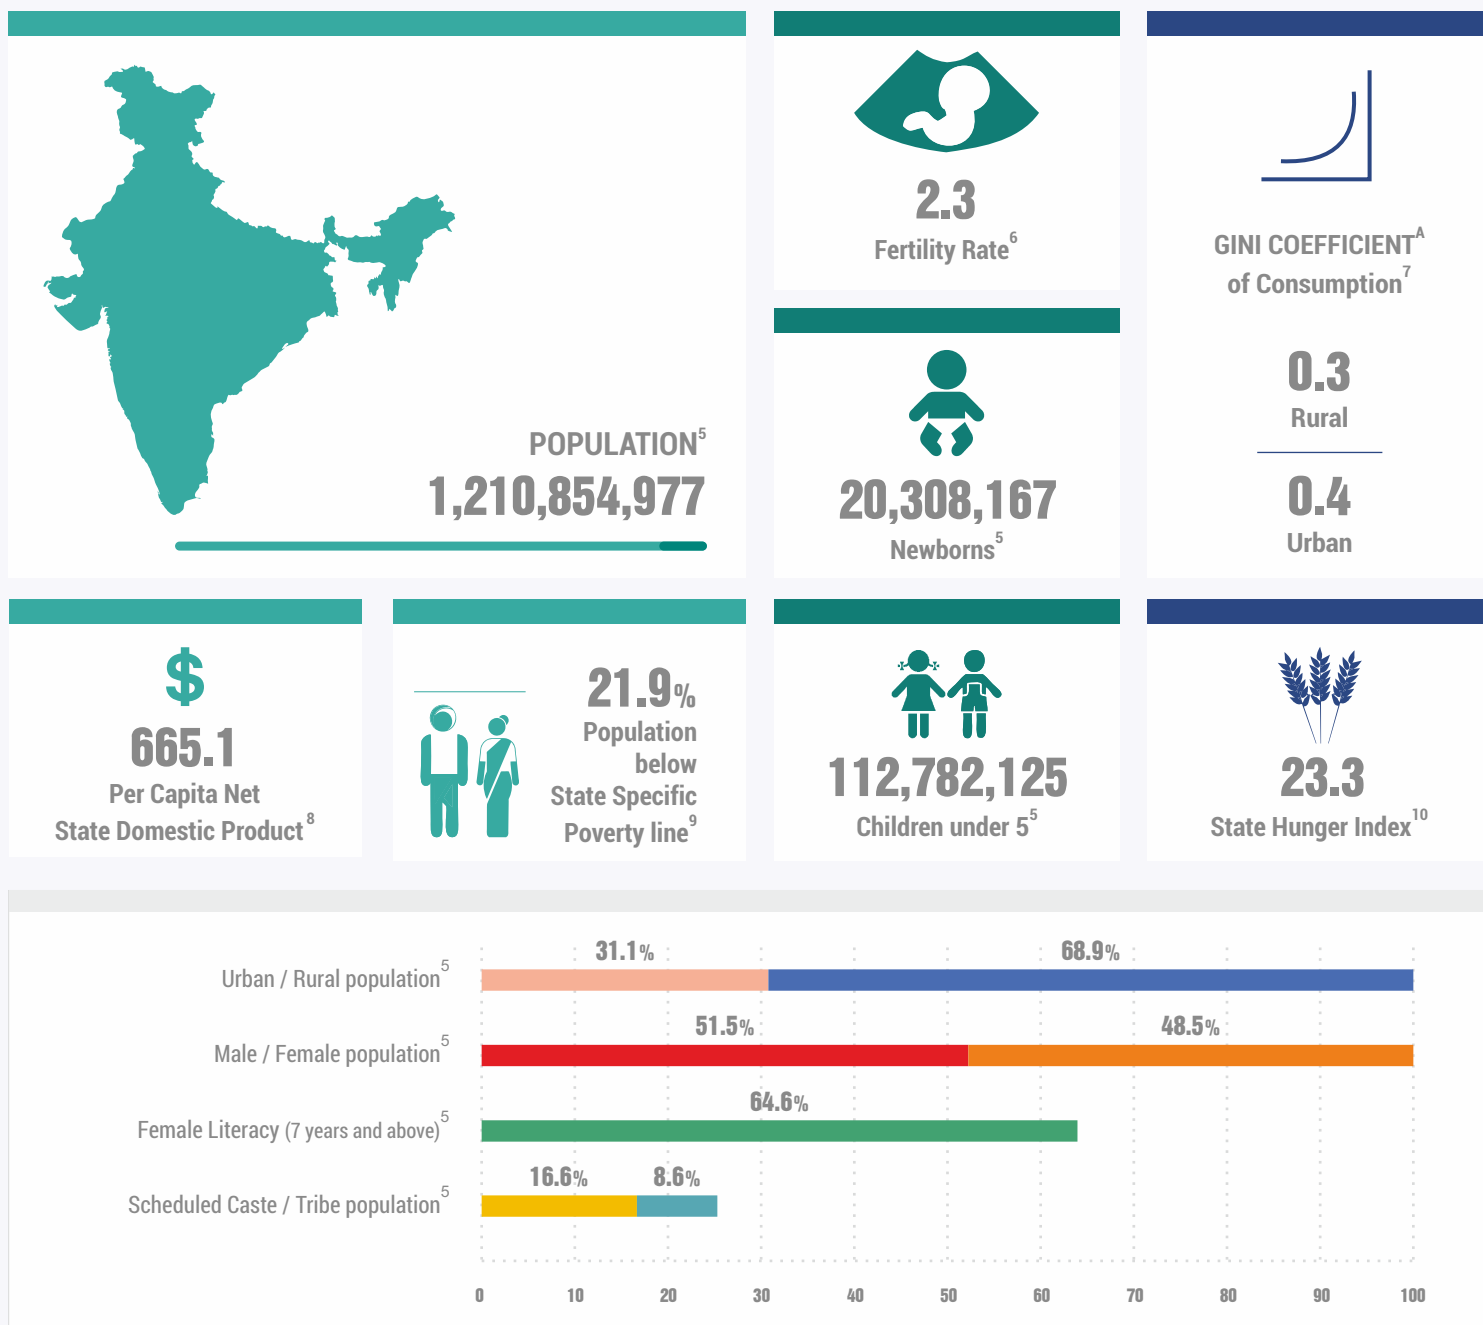 POPULATION5
1,210,854,977
2.3
Fertility Rate6
20,308,167
Newborns5
GINI COEFFICIENTA
of Consumption7
0.3
Rural
0.4
Urban
$
665.1
Per Capita Net
State Domestic Product8
21.9%
Population
below
State Specific
Poverty line9
112,782,125
Children under 55
23.3
State Hunger Index10
31.1% 68.9%
Urban / Rural population5
51.5% 48.5%
Male / Female population5
64.6%
Female Literacy (7 years and above)5
16.6% 8.6%
Scheduled Caste / Tribe population5
0 10 20 30 40 50 60 70 80 90 100